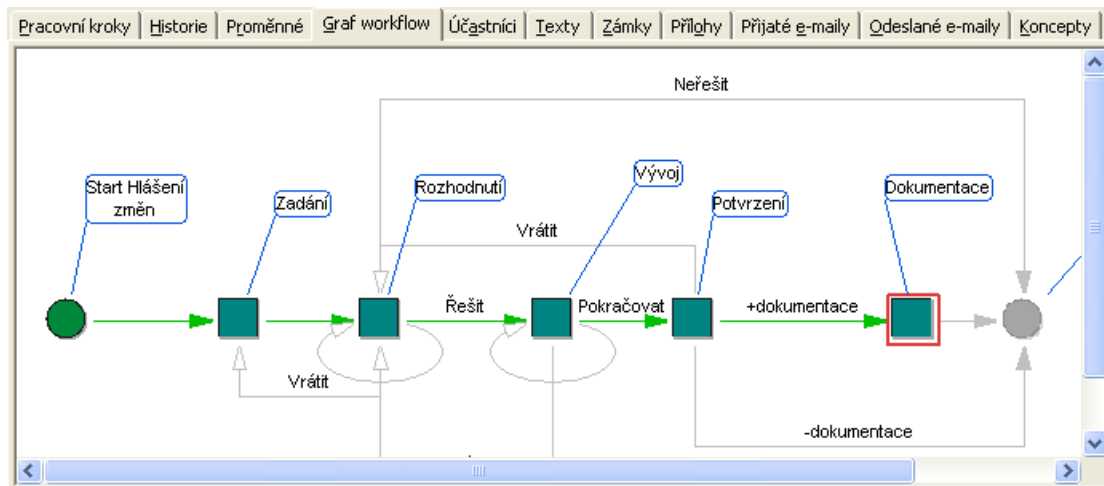 Pracovní kroky
Historie
Proměnné
Graf workflow
Účastníci
Texty
Zámky
Přílohy
Přijaté e-maily
Odeslané e-maily
Koncepty
Neřešit
Start Hlášení
změn
Zadání
Rozhodnutí
Vývoj
Potvrzení
Dokumentace
Vrátit
Řešit
Pokračovat
+dokumentace
Vrátit
-dokumentace